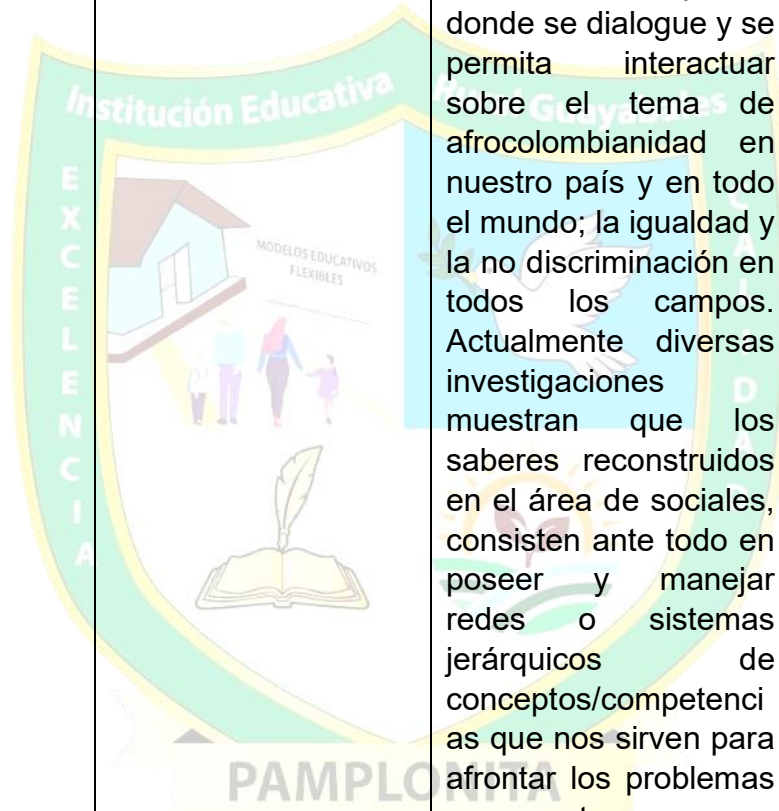 donde se dialogue y se
permita interactuar
sobre el tema de
afrocolombianidad en
nuestro país y en todo
el mundo; la igualdad y
la no discriminación en
todos los campos.
Actualmente diversas
investigaciones
muestran que los
saberes reconstruidos
en el área de sociales,
consisten ante todo en
poseer y manejar
redes o sistemas
jerárquicos de
conceptos/competenci
as que nos sirven para
afrontar los problemas
Institución Educativa Rural Guayabales
EXCELENCIA
MODELOS EDUCATIVOS
FLEXIBLES
PAMPLONITA